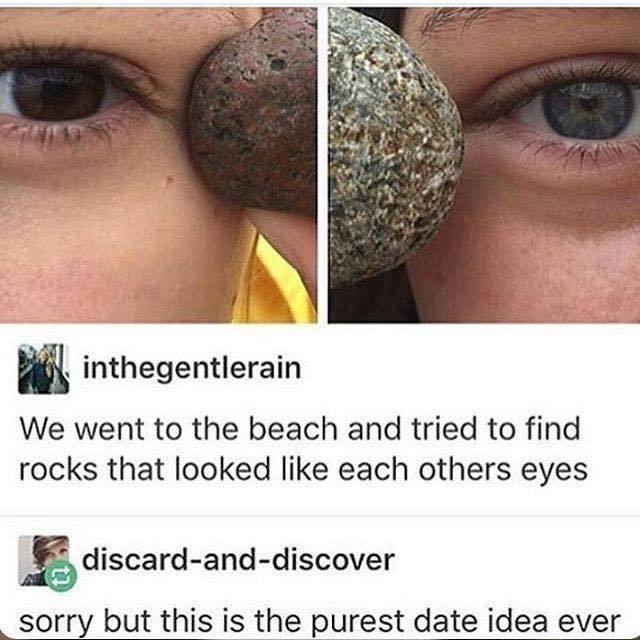 inthegentlerain
We went to the beach and tried to find
rocks that looked like each others eyes
discard-and-discover
sorry but this is the purest date idea ever